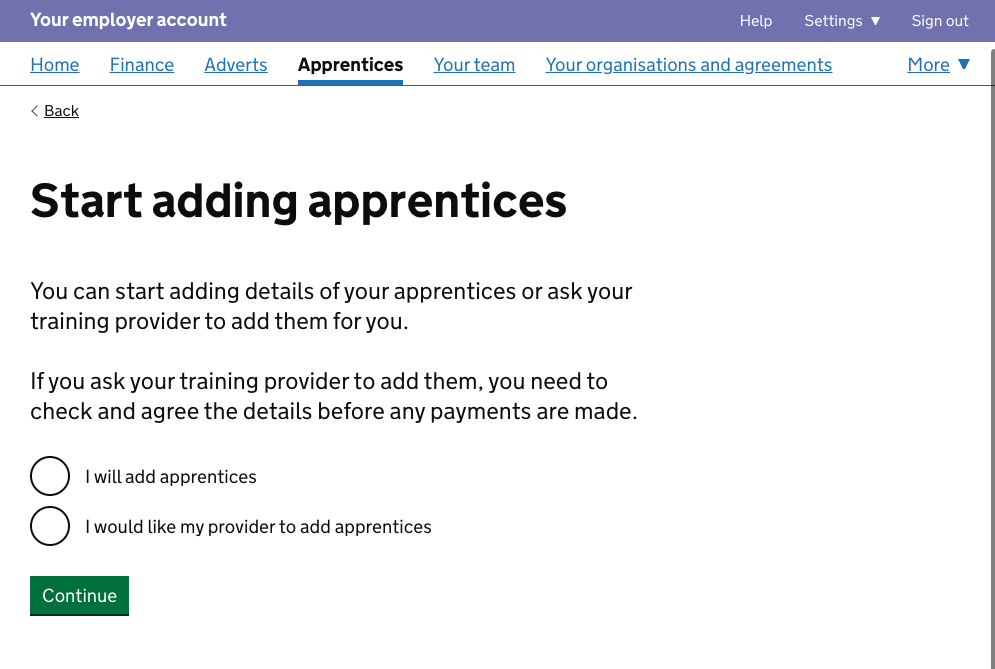 Your employer account
Help Settings ▼ Sign out
Home Finance Adverts Apprentices Your team Your organisations and agreements More ▼
Back
Start adding apprentices
You can start adding details of your apprentices or ask your
training provider to add them for you.
If you ask your training provider to add them, you need to
check and agree the details before any payments are made.
I will add apprentices
I would like my provider to add apprentices
Continue